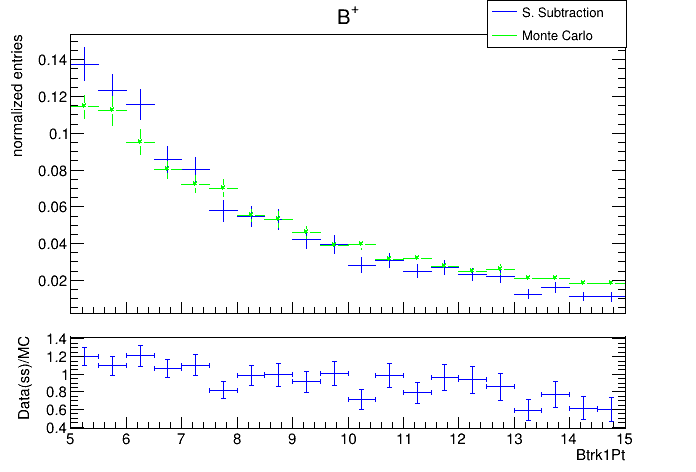 B+
S. Subtraction
Monte Carlo
normalized entries
0.14
0.12
0.1
0.08
0.06
0.04
0.02
Data(ss)/MC
1.4
1.2
1
0.8
0.6
0.4
5 6 7 8 9 10 11 12 13 14 15
Btrk1Pt